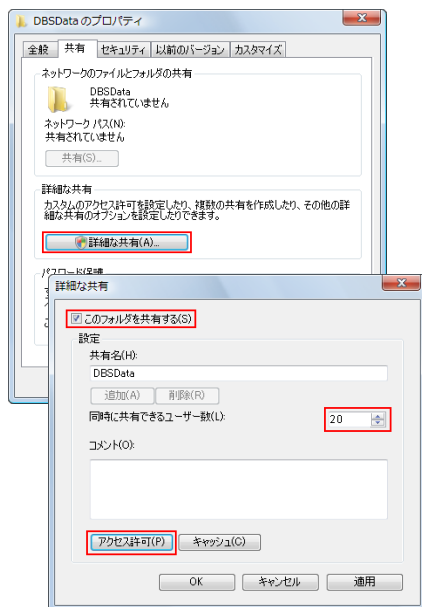 DBSData のプロパティ
全般 共有 セキュリティ 以前のバージョン カスタマイズ
ネットワークのファイルとフォルダの共有
DBSData
共有されていません
ネットワーク パス(N):
共有されていません
共有(S)...
詳細な共有
カスタムのアクセス許可を設定したり、複数の共有を作成したり、その他の詳
細な共有のオプションを設定したりできます。
詳細な共有(A)...
パスワード保護
詳細な共有
このフォルダを共有する(S)
設定
共有名(H):
DBSData
追加(A) 削除(R)
同時に共有できるユーザー数(L): 20
コメント(O):
アクセス許可(P) キャッシュ(C)
OK キャンセル 適用